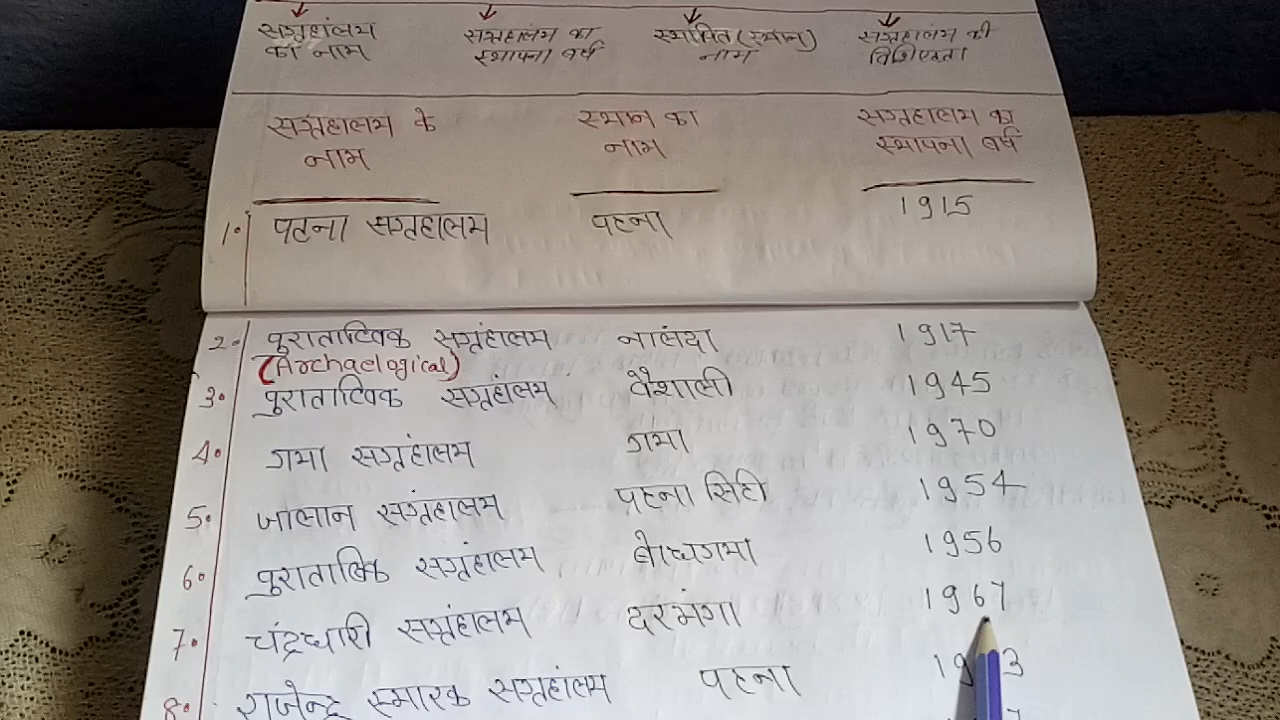 संग्रहालय का नाम संग्रहालय का स्थापना वर्ष स्थापित (स्थान) नाम संग्रहालय की विशिष्टता
संग्रहालय के नाम स्थान का नाम संग्रहालय का स्थापना वर्ष
1. पटना संग्रहालय पटना 1915
2. पुरातात्विक संग्रहालय नालंदा 1917
(Archaelogical)
3. पुरातात्विक संग्रहालय वैशाली 1945
4. गया संग्रहालय गया 1970
5. जालान संग्रहालय पटना सिटी 1954
6. पुरातात्विक संग्रहालय बोधगया 1956
7. चंद्रधारी संग्रहालय दरभंगा 1967
8. राजेन्द्र स्मारक संग्रहालय पटना